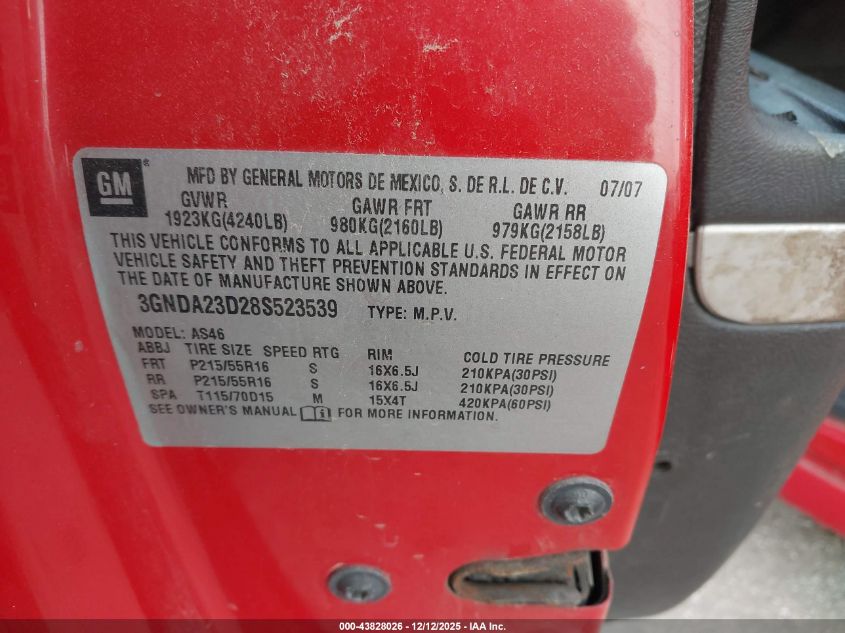 GM ® MFD BY GENERAL MOTORS DE MEXICO, S. DE R.L. DE C.V. 07/07
GVWR GAWR FRT GAWR RR
1923KG(4240LB) 980KG(2160LB) 979KG(2158LB)
THIS VEHICLE CONFORMS TO ALL APPLICABLE U.S. FEDERAL MOTOR
VEHICLE SAFETY AND THEFT PREVENTION STANDARDS IN EFFECT ON
THE DATE OF MANUFACTURE SHOWN ABOVE.
3GNDA23D28S523539 TYPE: M.P.V.
MODEL: AS46
ABBJ TIRE SIZE SPEED RTG RIM COLD TIRE PRESSURE
FRT P215/55R16 S 16X6.5J 210KPA(30PSI)
RR P215/55R16 S 16X6.5J 210KPA(30PSI)
SPA T115/70D15 M 15X4T 420KPA(60PSI)
SEE OWNER'S MANUAL i FOR MORE INFORMATION.
000-43828026 - 12/12/2025 - IAA Inc.